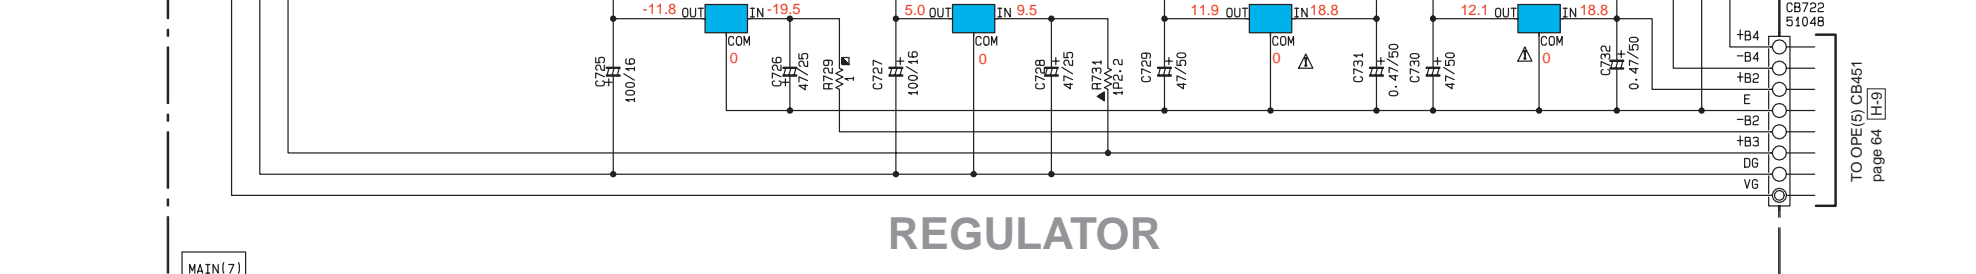 -11.8 OUT IN -19.5
COM
0
C725
100/16
C726
47/25
R729
1
5.0 OUT IN 9.5
COM
0
C727
100/16
C728
47/25
R731
1P2.2
11.9 OUT IN 18.8
COM
0
C729
47/50
C731
0.47/50
12.1 OUT IN 18.8
COM
0
C730
47/50
C732
0.47/50
CB722
51048
+B4
-B4
+B2
E
-B2
+B3
DG
VG
TO OPE(5) CB451
page 64 H-9
REGULATOR
MAIN(7)